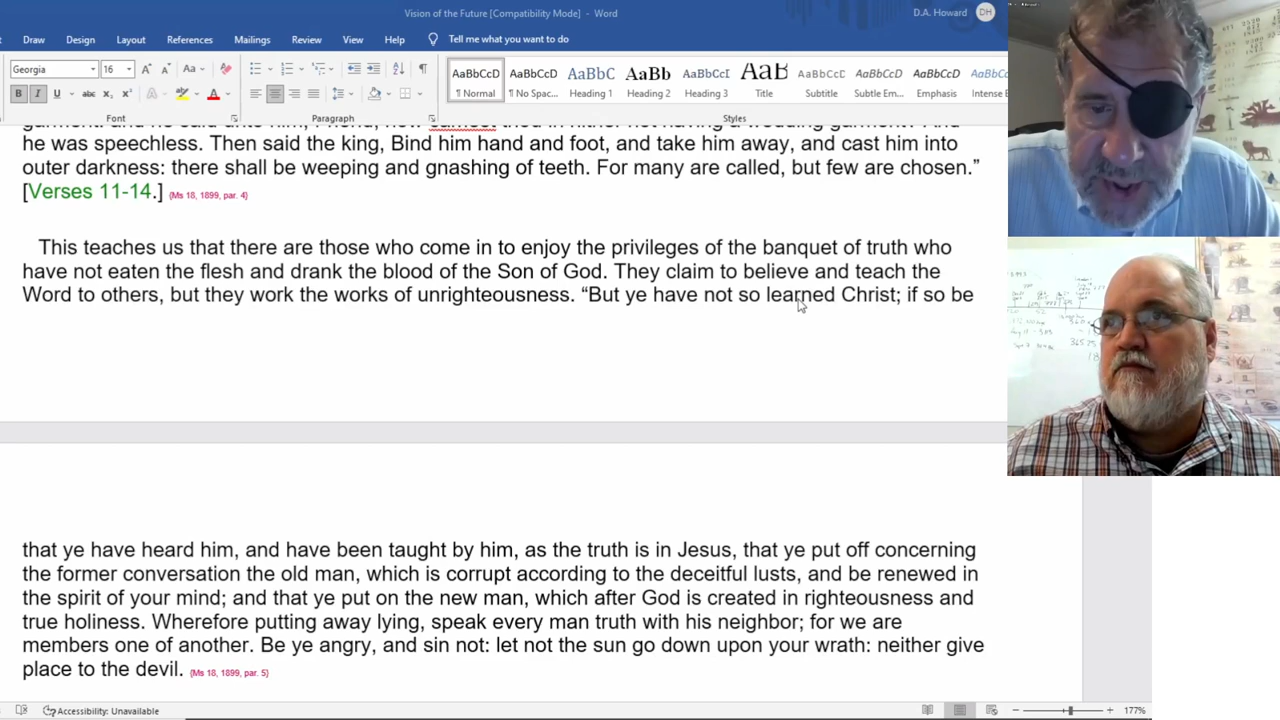 Vision of the Future [Compatibility Mode] - Word
D.A. Howard DH
Draw Design Layout References Mailings Review View Help Tell me what you want to do
Georgia 16 Aa
AaBbCcD AaBbCcD AaBbC AaBb AaBbCcI AaB AaBbCcD AaBbCcD AaBbC
B I U abc X₂ X² A A
¶ Normal ¶ No Spac... Heading 1 Heading 2 Heading 3 Title Subtitle Subtle Em... Emphasis Intense E
Font Paragraph Styles
he was speechless. Then said the king, Bind him hand and foot, and take him away, and cast him into
outer darkness: there shall be weeping and gnashing of teeth. For many are called, but few are chosen.”
[Verses 11-14.] (Ms 18, 1899, par. 4)
This teaches us that there are those who come in to enjoy the privileges of the banquet of truth who
have not eaten the flesh and drank the blood of the Son of God. They claim to believe and teach the
Word to others, but they work the works of unrighteousness. “But ye have not so learned Christ; if so be
that ye have heard him, and have been taught by him, as the truth is in Jesus, that ye put off concerning
the former conversation the old man, which is corrupt according to the deceitful lusts, and be renewed in
the spirit of your mind; and that ye put on the new man, which after God is created in righteousness and
true holiness. Wherefore putting away lying, speak every man truth with his neighbor; for we are
members one of another. Be ye angry, and sin not: let not the sun go down upon your wrath: neither give
place to the devil. (Ms 18, 1899, par. 5)
Accessibility: Unavailable
177%